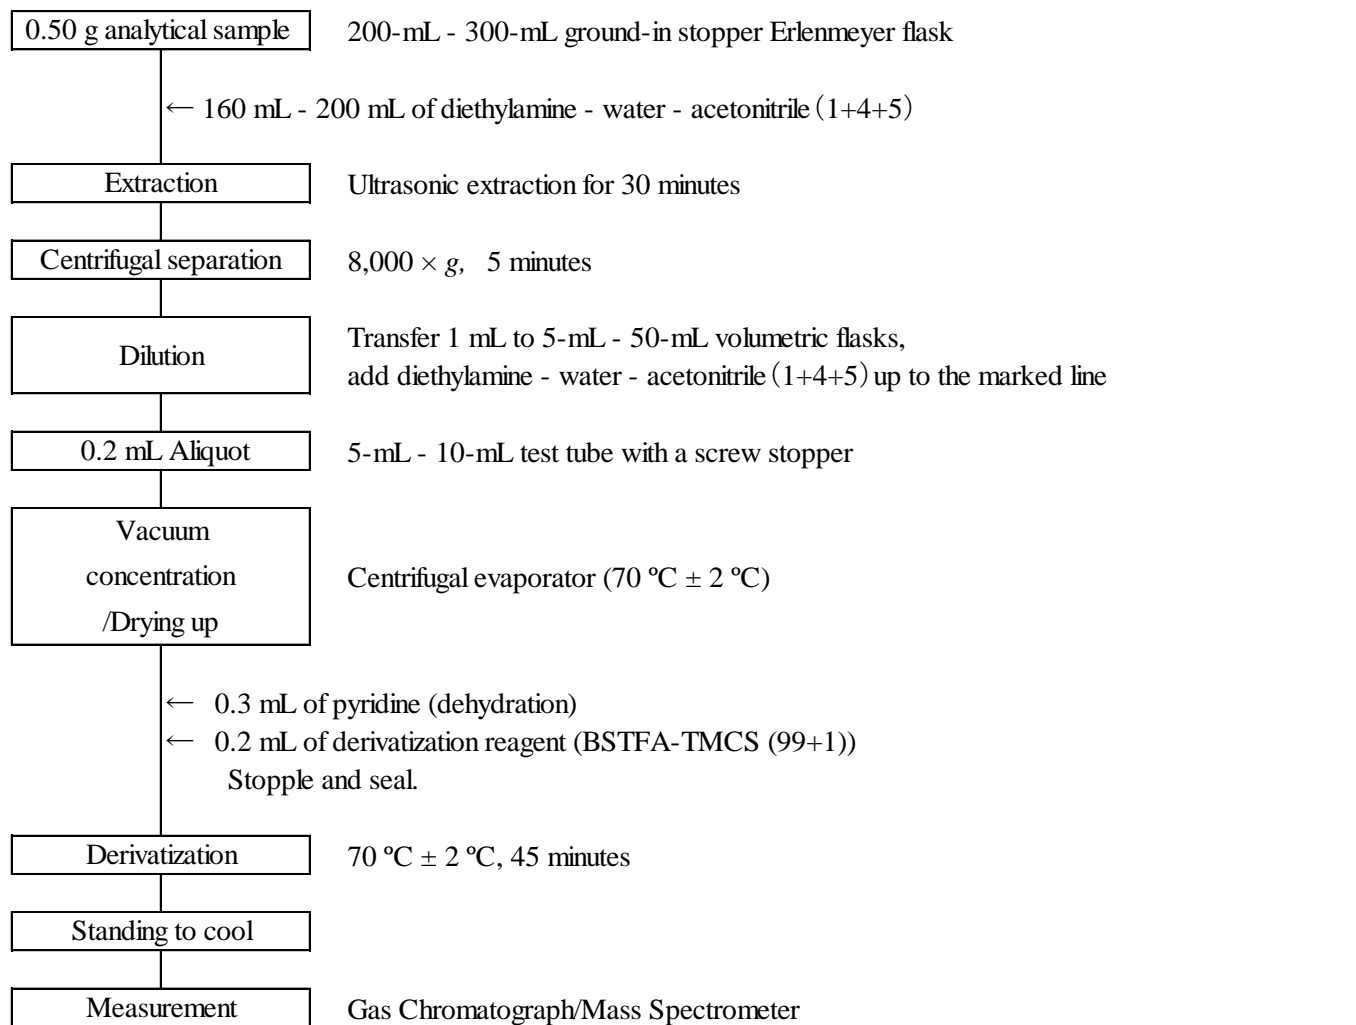 0.50 g analytical sample 200-mL - 300-mL ground-in stopper Erlenmeyer flask
← 160 mL - 200 mL of diethylamine - water - acetonitrile（1+4+5）
Extraction Ultrasonic extraction for 30 minutes
Centrifugal separation 8,000 × g, 5 minutes
Dilution
Transfer 1 mL to 5-mL - 50-mL volumetric flasks,
add diethylamine - water - acetonitrile（1+4+5）up to the marked line
0.2 mL Aliquot 5-mL - 10-mL test tube with a screw stopper
Vacuum
concentration
/Drying up
Centrifugal evaporator (70 ºC ± 2 ºC)
← 0.3 mL of pyridine (dehydration)
← 0.2 mL of derivatization reagent (BSTFA-TMCS (99+1))
Stopple and seal.
Derivatization 70 ºC ± 2 ºC, 45 minutes
Standing to cool
Measurement Gas Chromatograph/Mass Spectrometer